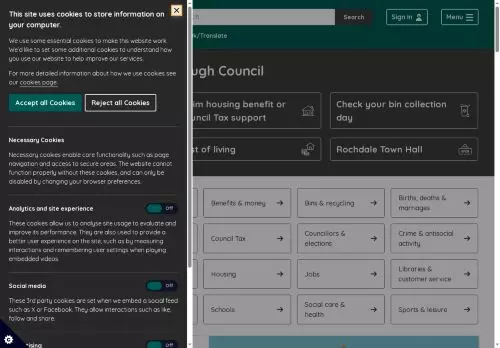 This site uses cookies to store information on
your computer.
We use some essential cookies to make this website work.
We'd like to set some additional cookies to understand how
you use our website to help improve our services.
For more detailed information about how we use cookies see
our cookies page.
Accept all Cookies
Reject all Cookies
Necessary Cookies
Necessary cookies enable core functionality such as page
navigation and access to secure areas. The website cannot
function properly without these cookies, and can only be
disabled by changing your browser preferences.
Analytics and site experience
Off
These cookies allow us to analyse site usage to evaluate and
improve its performance. They are also used to provide a
better user experience on the site, such as by measuring
interactions and remembering user settings when playing
embedded videos.
Social media
Off
These 3rd party cookies are set when we embed a social feed
such as X or Facebook. They allow interactions such as like,
follow and share.
Off
Search
Sign in
Menu
/Translate
ugh Council
im housing benefit or
uncil Tax support
Check your bin collection
day
st of living
Rochdale Town Hall
Benefits & money
Bins & recycling
Births, deaths &
marriages
Council Tax
Councillors &
elections
Crime & antisocial
activity
Housing
Jobs
Libraries &
customer service
Schools
Social care &
health
Sports & leisure